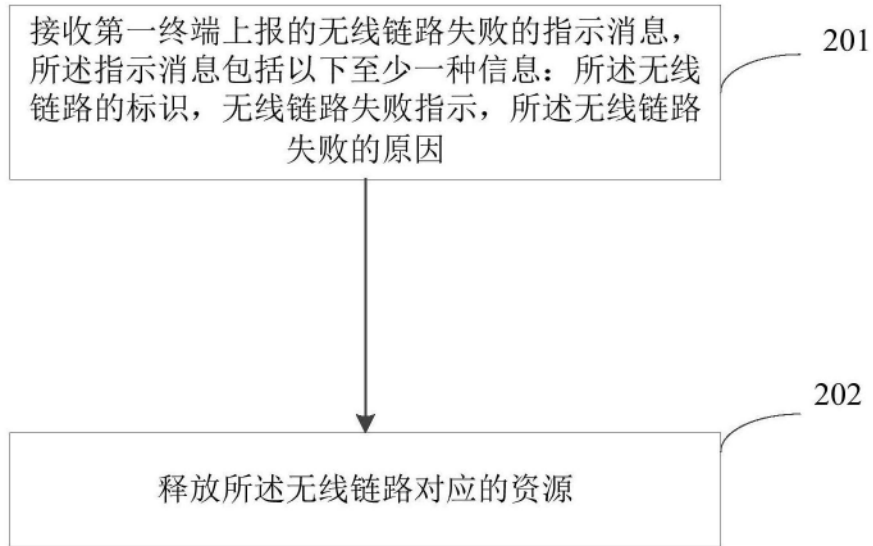 接收第一终端上报的无线链路失败的指示消息，
所述指示消息包括以下至少一种信息：所述无线
链路的标识，无线链路失败指示，所述无线链路
失败的原因
201
202
释放所述无线链路对应的资源